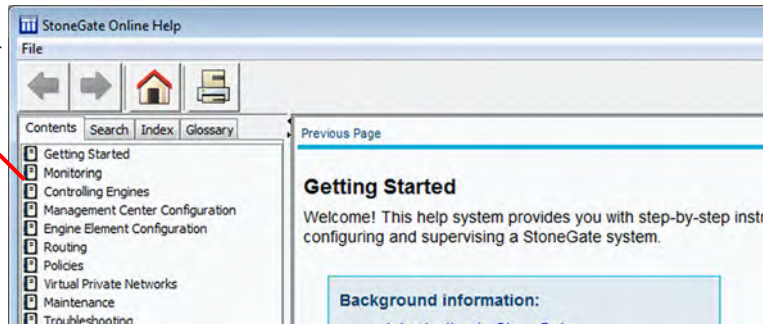 StoneGate Online Help
File
Contents Search Index Glossary
Getting Started
Monitoring
Controlling Engines
Management Center Configuration
Engine Element Configuration
Routing
Policies
Virtual Private Networks
Maintenance
Troubleshooting
Previous Page
Getting Started
Welcome! This help system provides you with step-by-step
configuring and supervising a StoneGate system.
Background information: